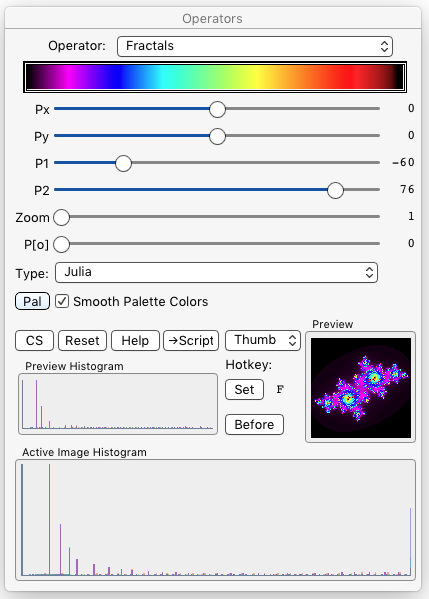 Operators
Operator: Fractals
Px 0
Py 0
P1 -60
P2 76
Zoom 1
P[o] 0
Type: Julia
Pal Smooth Palette Colors
Preview
CS Reset Help →Script Thumb
Preview Histogram
Hotkey:
Set F
Before
Active Image Histogram